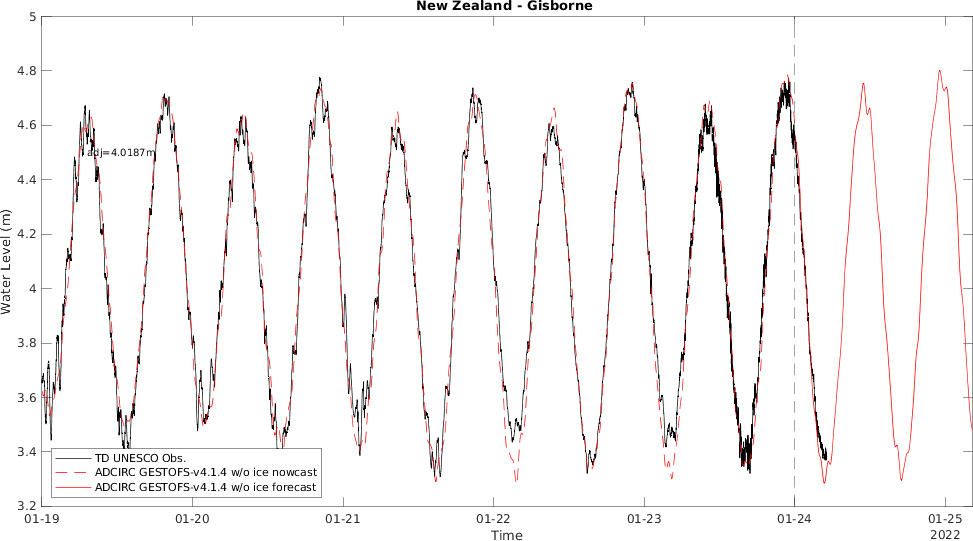 New Zealand - Gisborne
5
4.8
4.6
4.4
4.2
4
3.8
3.6
3.4
3.2
Water Level (m)
adj=4.0187m
TD UNESCO Obs.
ADCIRC GESTOFS-v4.1.4 w/o ice nowcast
ADCIRC GESTOFS-v4.1.4 w/o ice forecast
01-19
01-20
01-21
01-22
01-23
01-24
01-25
Time
2022